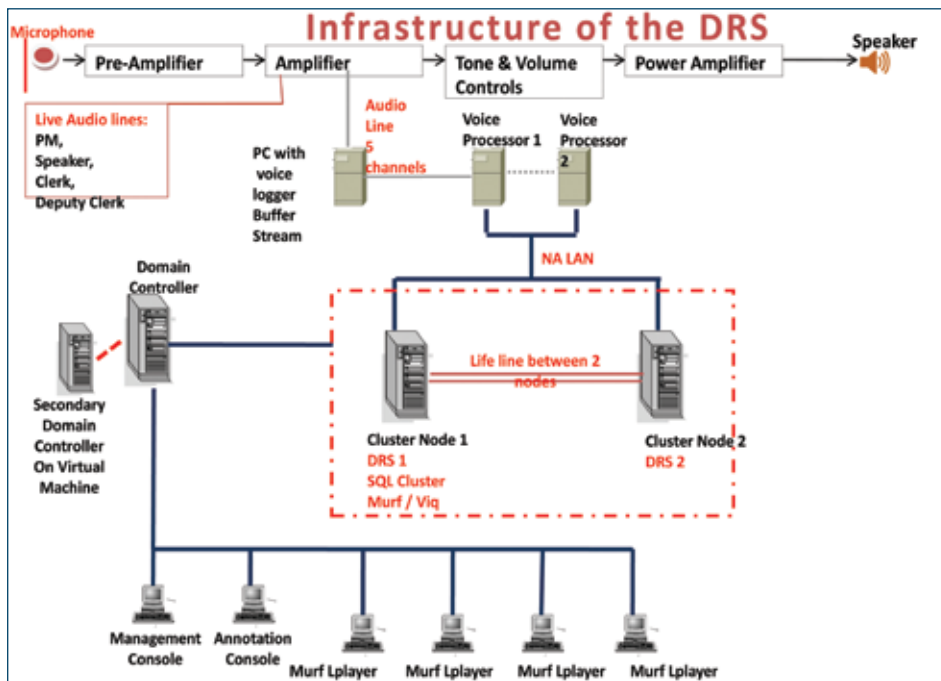 Infrastructure of the DRS
Microphone
Pre-Amplifier
Amplifier
Tone & Volume
Controls
Power Amplifier
Speaker
Live Audio lines:
PM,
Speaker,
Clerk,
Deputy Clerk
PC with
voice
logger
Buffer
Stream
Audio
Line
5
channels
Voice
Processor 1
Voice
Processor
2
NA LAN
Domain
Controller
Secondary
Domain
Controller
On Virtual
Machine
Life line between 2
nodes
Cluster Node 1
DRS 1
SQL Cluster
Murf / Viq
Cluster Node 2
DRS 2
Management
Console
Annotation
Console
Murf Lplayer
Murf Lplayer
Murf Lplayer
Murf Lplayer